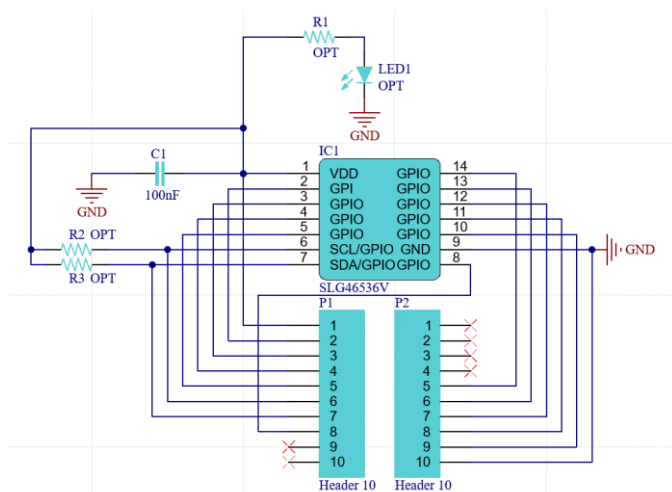 R1
OPT
LED1
OPT
GND
IC1
C1
100nF
GND
1 VDD GPIO 14
2 GPI GPIO 13
3 GPIO GPIO 12
4 GPIO GPIO 11
5 GPIO GPIO 10
6 SCL/GPIO GND 9
7 SDA/GPIO GPIO 8
GND
R2 OPT
R3 OPT
SLG46536V
P1 P2
1 1
2 2
3 3
4 4
5 5
6 6
7 7
8 8
9 9
10 10
Header 10 Header 10